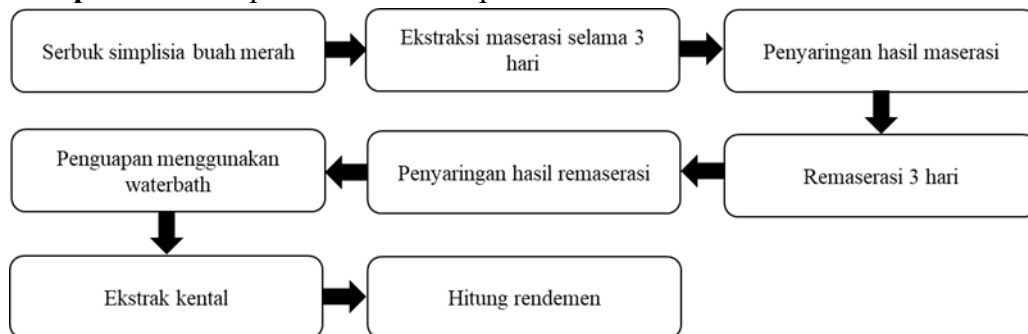 Serbuk simplisia buah merah
Ekstraksi maserasi selama 3
hari
Penyaringan hasil maserasi
Remaserasi 3 hari
Penyaringan hasil remaserasi
Penguapan menggunakan
waterbath
Ekstrak kental
Hitung rendemen